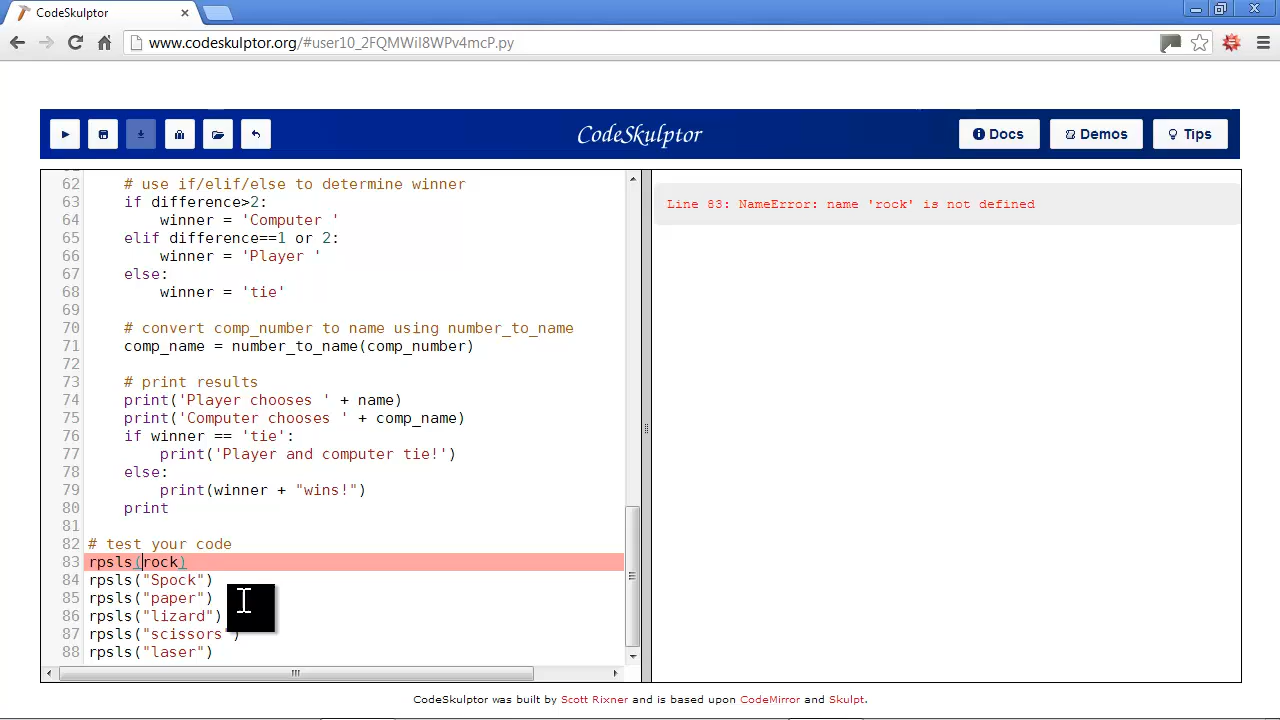 CodeSkulptor
www.codeskulptor.org/#user10_2FQMWiI8WPv4mcP.py
CodeSkulptor
Docs
Demos
Tips
62 # use if/elif/else to determine winner
63 if difference>2:
64 winner = 'Computer '
65 elif difference==1 or 2:
66 winner = 'Player '
67 else:
68 winner = 'tie'
69
70 # convert comp_number to name using number_to_name
71 comp_name = number_to_name(comp_number)
72
73 # print results
74 print('Player chooses ' + name)
75 print('Computer chooses ' + comp_name)
76 if winner == 'tie':
77 print('Player and computer tie!')
78 else:
79 print(winner + "wins!")
80 print
81
82 # test your code
83 rpsls(rock)
84 rpsls("Spock")
85 rpsls("paper")
86 rpsls("lizard")
87 rpsls("scissors")
88 rpsls("laser")
Line 83: NameError: name 'rock' is not defined
CodeSkulptor was built by Scott Rixner and is based upon CodeMirror and Skulpt.